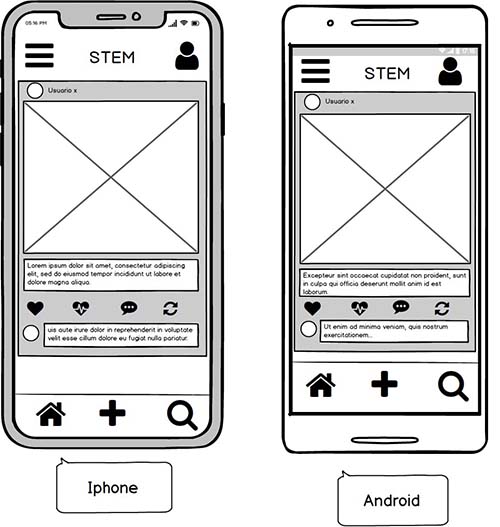 05:16 PM
STEM
Usuario x
Lorem ipsum dolor sit amet, consectetur adipiscing
elit, sed do eiusmod tempor incididunt ut labore et
dolore magna aliqua.
uis aute irure dolor in reprehenderit in voluptate
velit esse cillum dolore eu fugiat nulla pariatur.
Iphone
STEM
Usuario x
Excepteur sint occaecat cupidatat non proident, sunt
in culpa qui officia deserunt mollit anim id est
laborum.
Ut enim ad minima veniam, quis nostrum
exercitationem...
Android